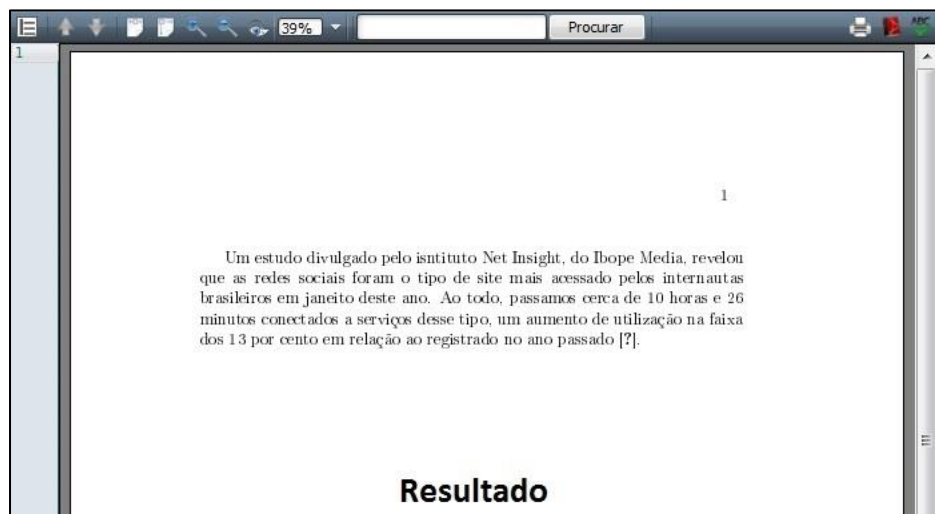 39%
Procurar
ABC
1
1
Um estudo divulgado pelo isntituto Net Insight, do Ibope Media, revelou
que as redes sociais foram o tipo de site mais acessado pelos internautas
brasileiros em janeito deste ano. Ao todo, passamos cerca de 10 horas e 26
minutos conectados a serviços desse tipo, um aumento de utilização na faixa
dos 13 por cento em relação ao registrado no ano passado [?].
Resultado